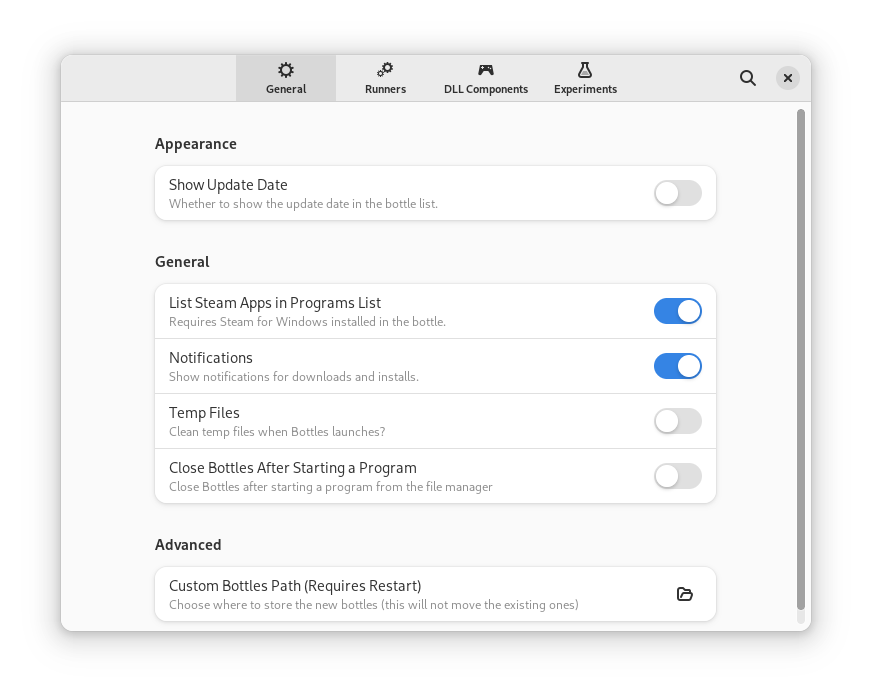 General
Runners
DLL Components
Experiments
Appearance
Show Update Date
Whether to show the update date in the bottle list.
General
List Steam Apps in Programs List
Requires Steam for Windows installed in the bottle.
Notifications
Show notifications for downloads and installs.
Temp Files
Clean temp files when Bottles launches?
Close Bottles After Starting a Program
Close Bottles after starting a program from the file manager
Advanced
Custom Bottles Path (Requires Restart)
Choose where to store the new bottles (this will not move the existing ones)